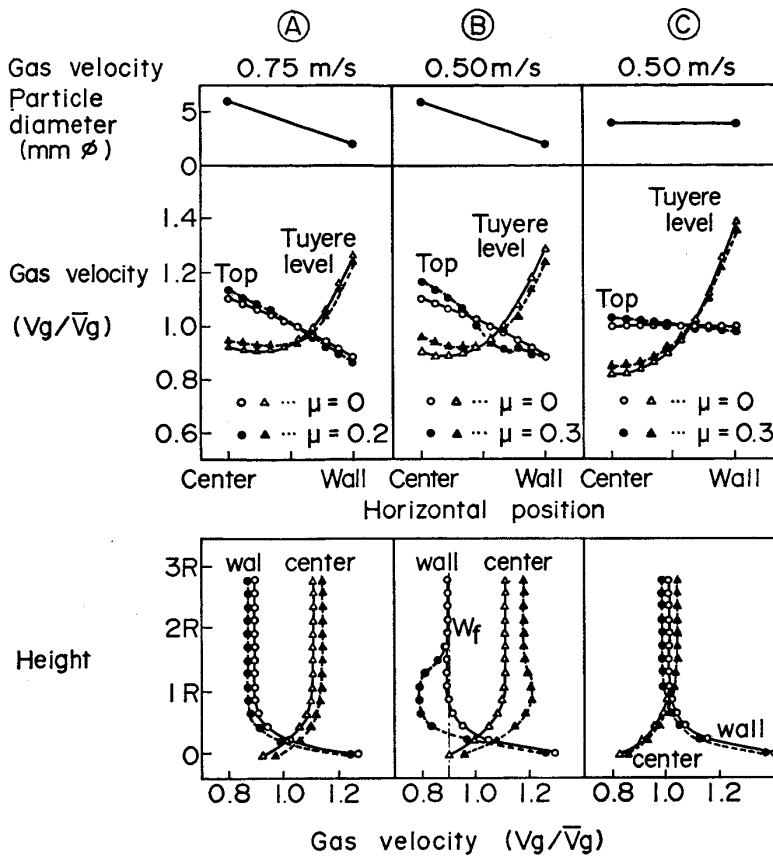 Ⓐ Ⓑ Ⓒ
Gas velocity 0.75 m/s 0.50 m/s 0.50 m/s
Particle
diameter
(mm ϕ)
5
0
1.4
1.2
1.0
0.8
0.6
Gas velocity
(Vg/V̄g)
Top
Tuyere
level
○ △ ··· μ = 0
● ▲ ··· μ = 0.2
Top
Tuyere
level
○ △ ··· μ = 0
● ▲ ··· μ = 0.3
Top
Tuyere
level
○ △ ··· μ = 0
● ▲ ··· μ = 0.3
Center Wall Center Wall Center Wall
Horizontal position
Height
3R
2R
1R
0
wal center
wall center
Wf
wall
center
0.8 1.0 1.2 0.8 1.0 1.2 0.8 1.0 1.2
Gas velocity (Vg/V̄g)